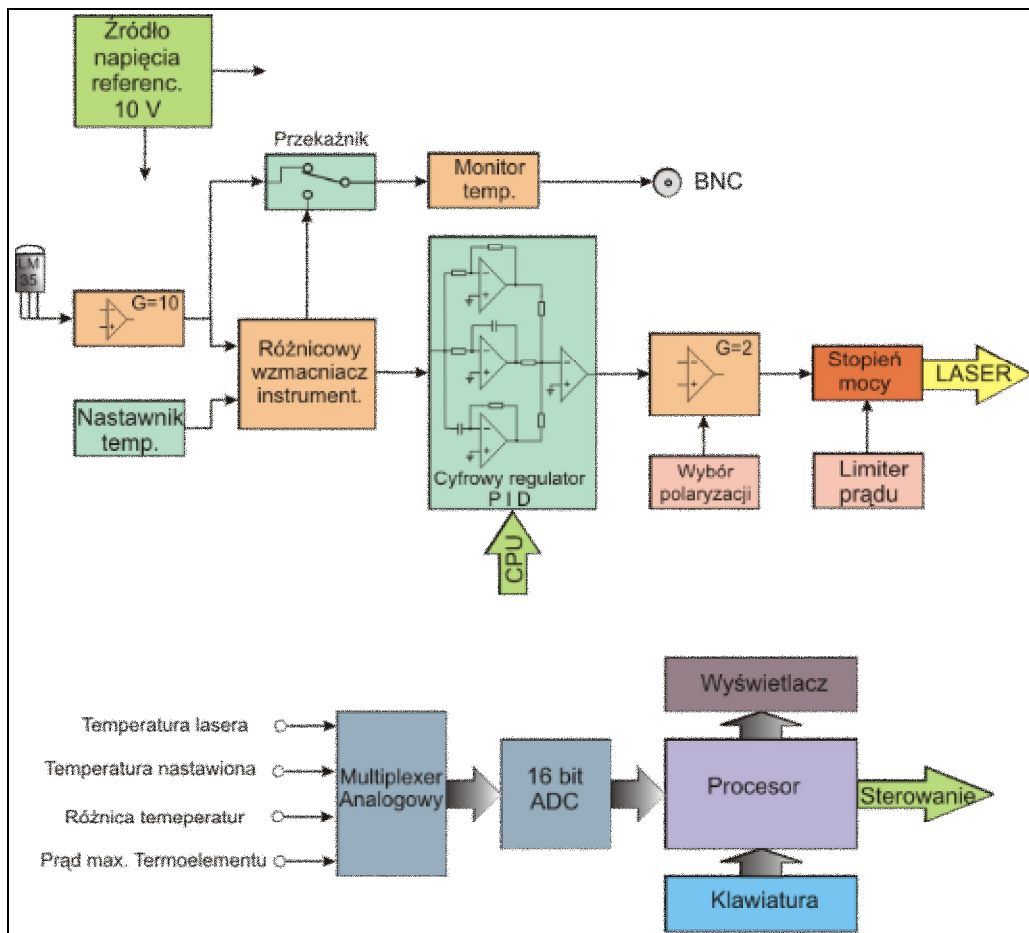 Źródło
napięcia
referenc.
10 V
Przekaźnik
Monitor
temp.
BNC
LM
35
G=10
Różnicowy
wzmacniacz
instrument.
Nastawnik
temp.
Cyfrowy regulator
P I D
CPU
G=2
Wybór
polaryzacji
Stopień
mocy
LASER
Limiter
prądu
Temperatura lasera
Temperatura nastawiona
Różnica temeperatur
Prąd max. Termoelementu
Multiplexer
Analogowy
16 bit
ADC
Wyświetlacz
Procesor
Sterowanie
Klawiatura